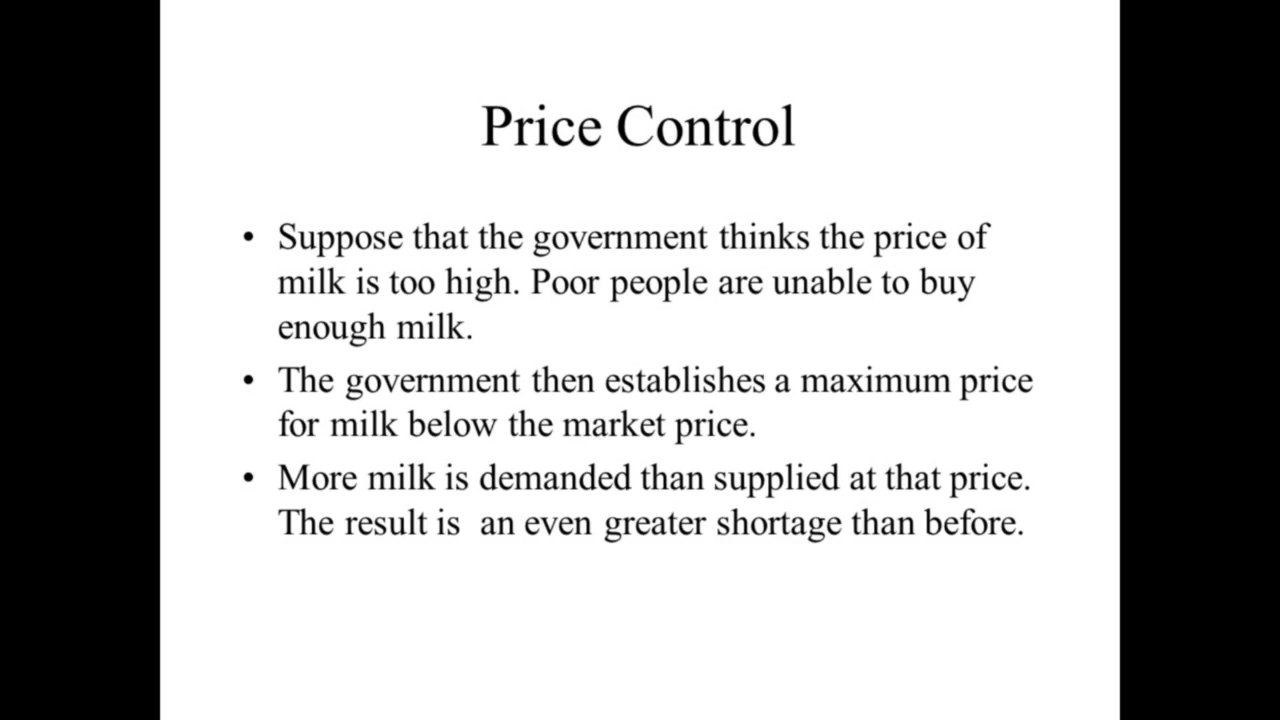 Price Control
• Suppose that the government thinks the price of
milk is too high. Poor people are unable to buy
enough milk.
• The government then establishes a maximum price
for milk below the market price.
• More milk is demanded than supplied at that price.
The result is  an even greater shortage than before.